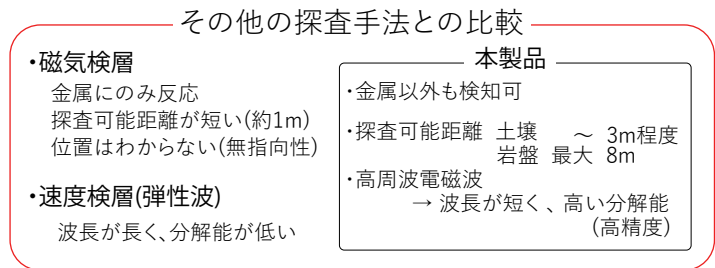 その他の探査手法との比較
・磁気検層
金属にのみ反応
探査可能距離が短い(約1m)
位置はわからない(無指向性)
・速度検層(弾性波)
波長が長く、分解能が低い
本製品
・金属以外も検知可
・探査可能距離 土壌 ～ 3m程度
岩盤 最大 8m
・高周波電磁波
→ 波長が短く、高い分解能
(高精度)